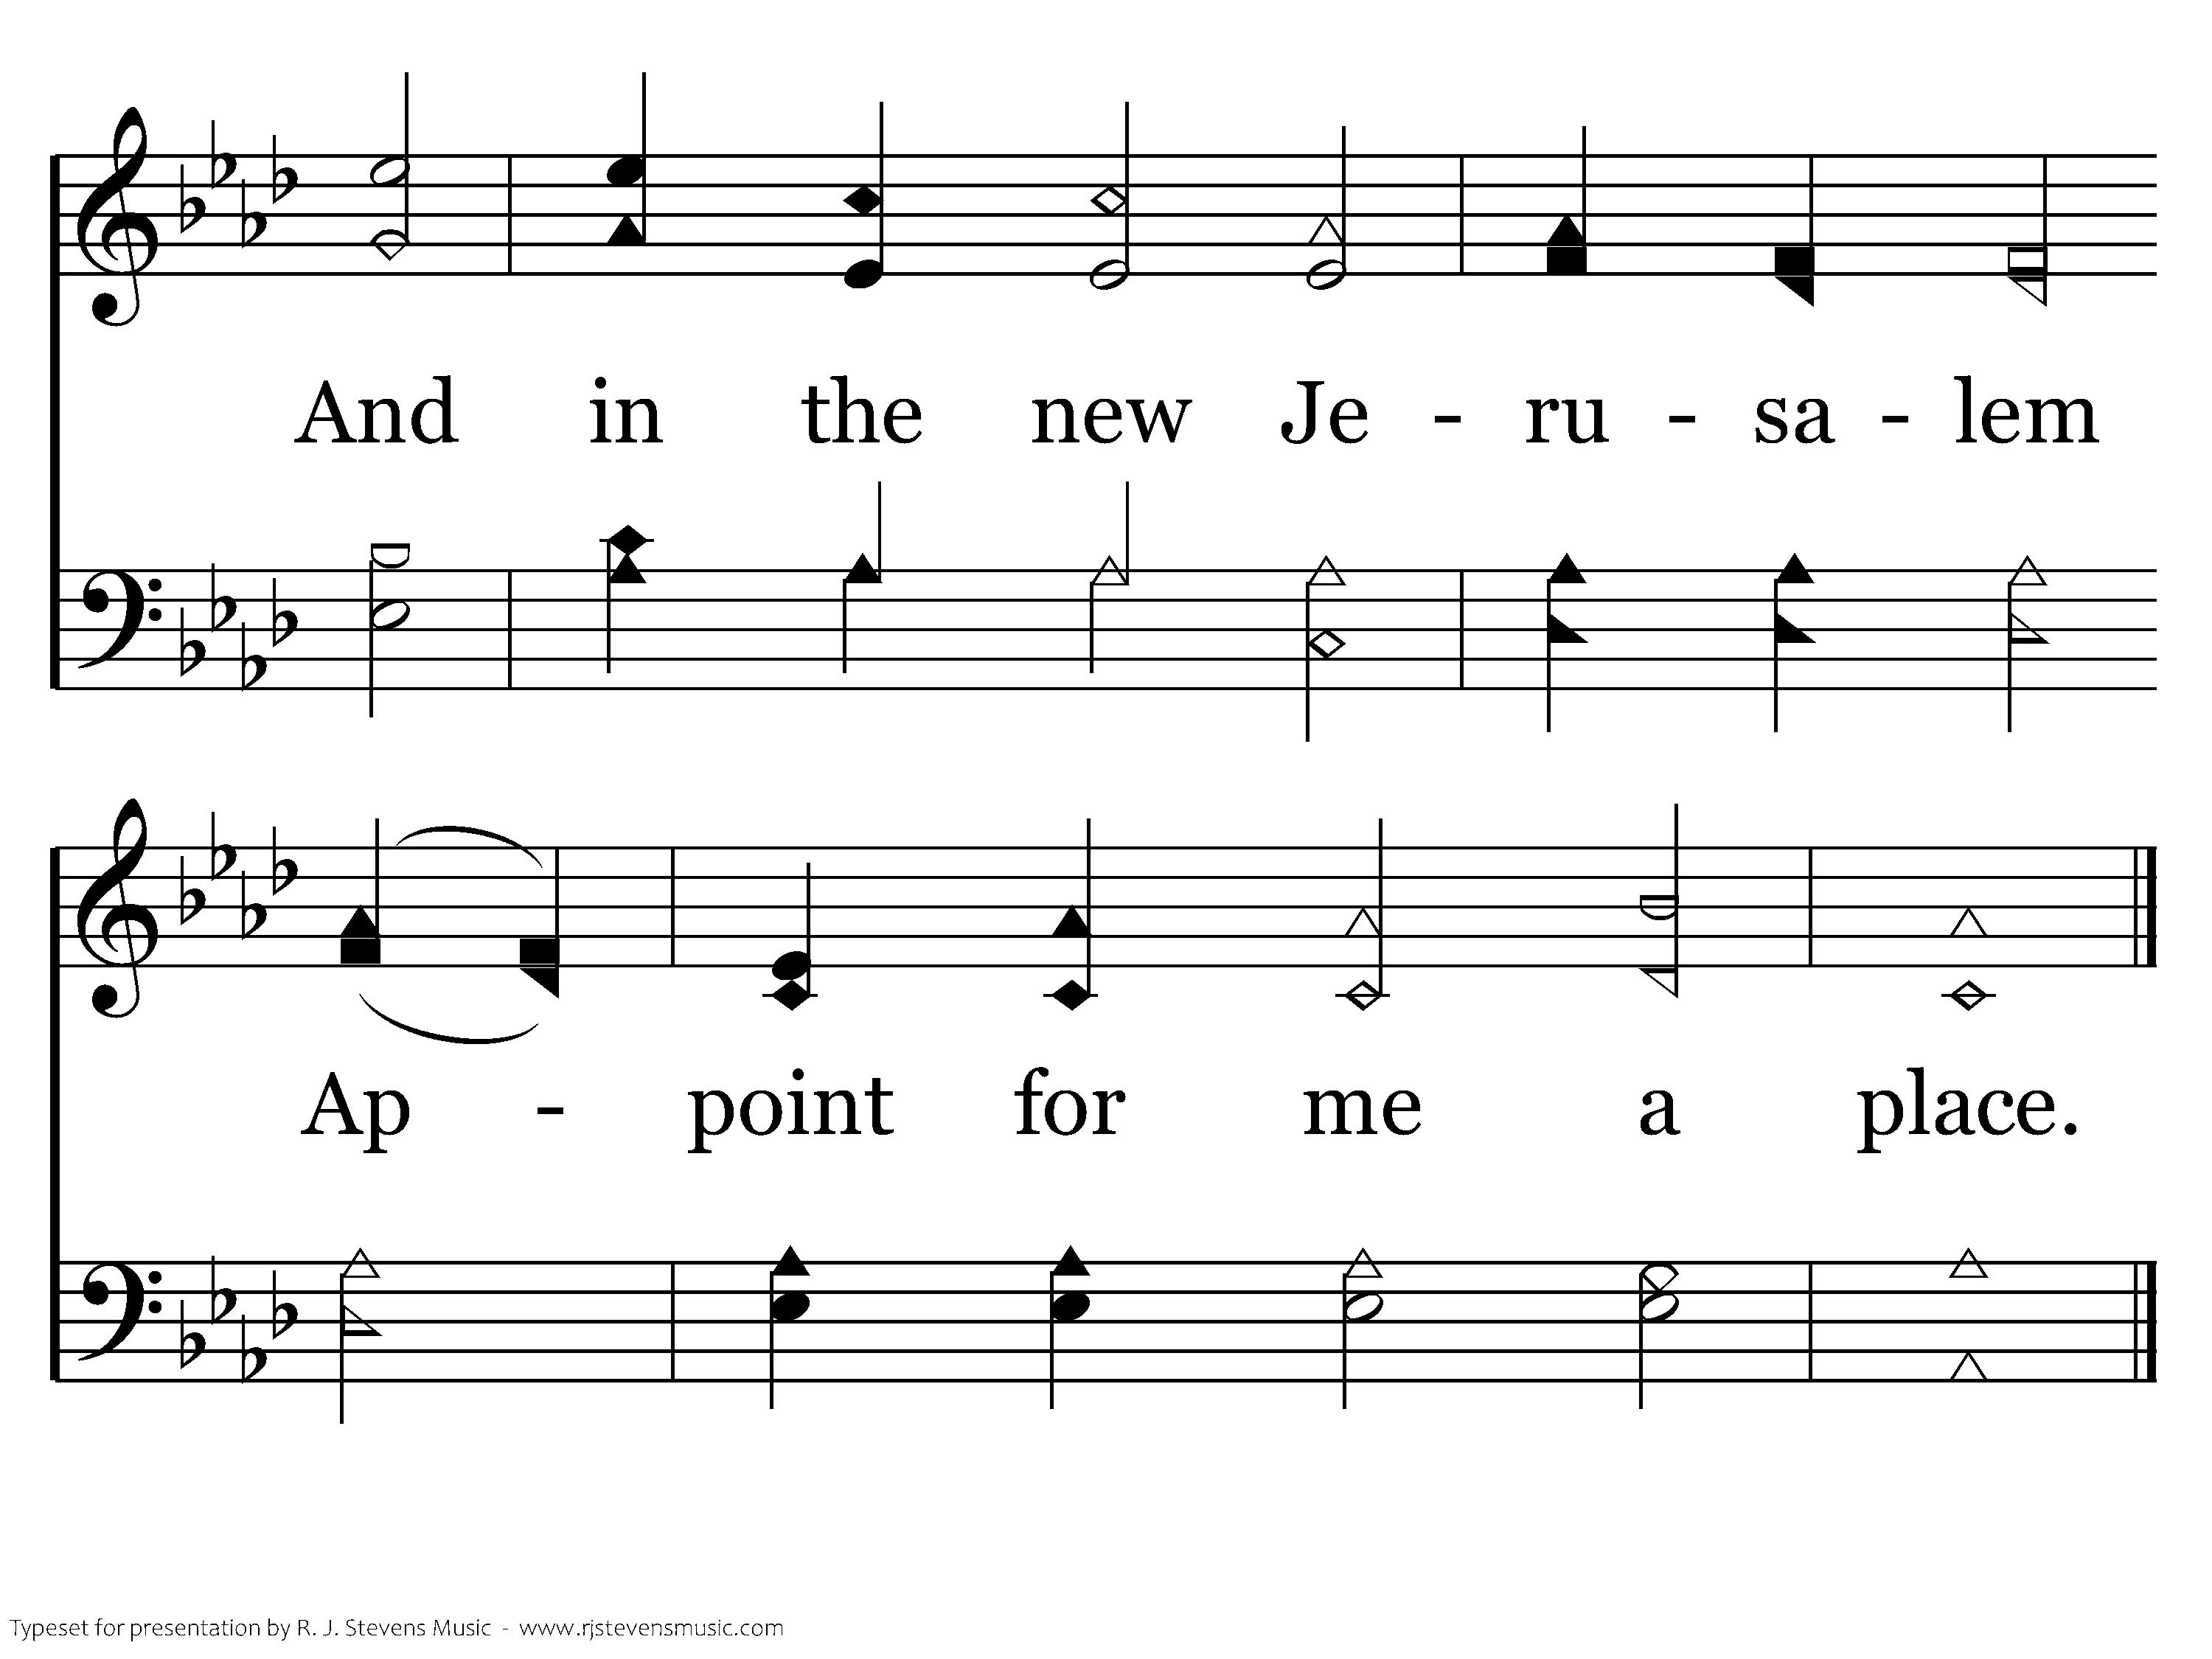 And in the new Je - ru - sa - lem
Ap - point for me a place.
Typeset for presentation by R. J. Stevens Music - www.rjstevensmusic.com